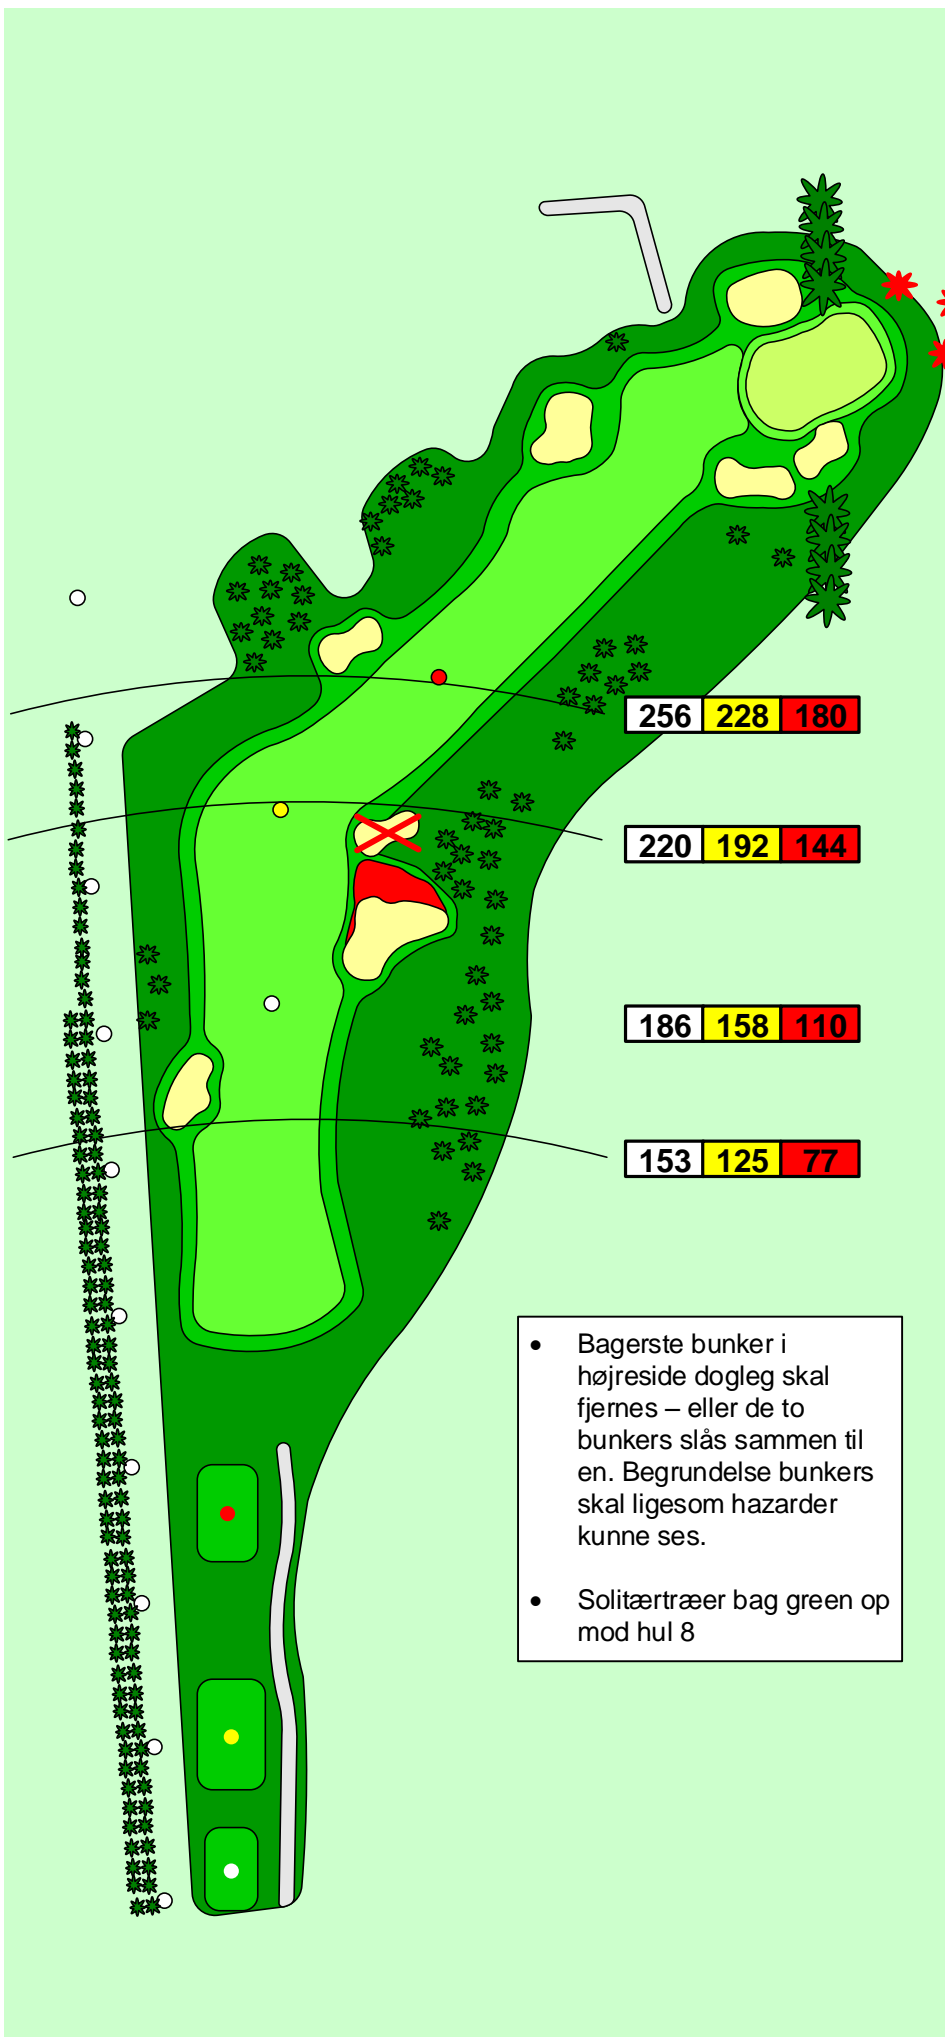 256 228 180
220 192 144
186 158 110
153 125 77
• Bagerste bunker i
højreside dogleg skal
fjernes – eller de to
bunkers slås sammen til
en. Begrundelse bunkers
skal ligesom hazarder
kunne ses.
• Solitærtræer bag green op
mod hul 8